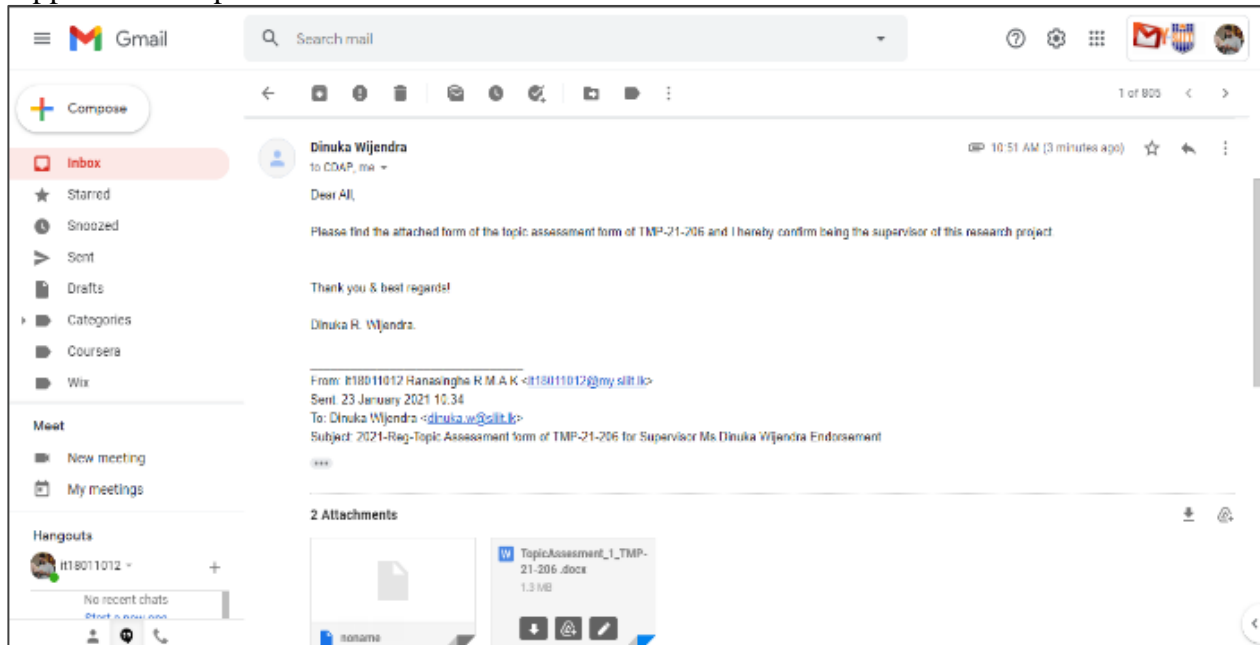 Gmail
Search mail
Compose
1 of 805
Inbox
Starred
Snoozed
Sent
Drafts
Categories
Coursera
Wix
Meet
New meeting
My meetings
Hangouts
it18011012
No recent chats
Start a new one
Dinuka Wijendra
10:51 AM (3 minutes ago)
to CDAP, me
Dear All,
Please find the attached form of the topic assessment form of TMP-21-206 and I hereby confirm being the supervisor of this research project
Thank you & best regards!
Dinuka R. Wijendra.
From: it18011012 Ranasinghe R M A K <it18011012@my.sliit.lk>
Sent: 23 January 2021 10:34
To: Dinuka Wijendra <dinuka.w@sliit.lk>
Subject: 2021-Reg-Topic Assessment form of TMP-21-206 for Supervisor Ms Dinuka Wijendra Endorsement
2 Attachments
noname
W TopicAssesment_1_TMP-
21-206 .docx
1.3 MB